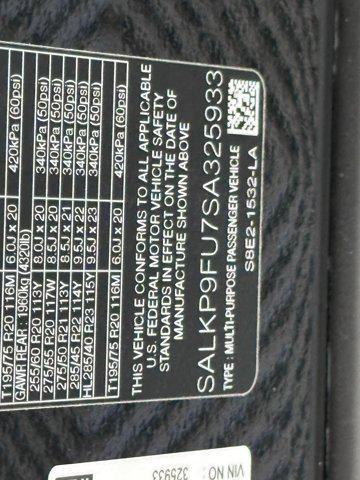 T195/75 R20 116M 6.0J x 20 420kPa (60psi)
GAWR REAR : 1960kg (4320lb)
255/60 R20 113Y 8.0J x 20 340kPa (50psi)
275/55 R20 117W 8.5J x 20 340kPa (50psi)
275/50 R21 113Y 8.5J x 21 340kPa (50psi)
285/45 R22 114Y 9.5J x 22 340kPa (50psi)
HL285/40 R23 115Y 9.5J x 23 340kPa (50psi)
T195/75 R20 116M 6.0J x 20 420kPa (60psi)
THIS VEHICLE CONFORMS TO ALL APPLICABLE
U.S. FEDERAL MOTOR VEHICLE SAFETY
STANDARDS IN EFFECT ON THE DATE OF
MANUFACTURE SHOWN ABOVE
SALKP9FU7SA325933
TYPE : MULTI-PURPOSE PASSENGER VEHICLE
S8E2-1532-LA
VIN NO :
325933